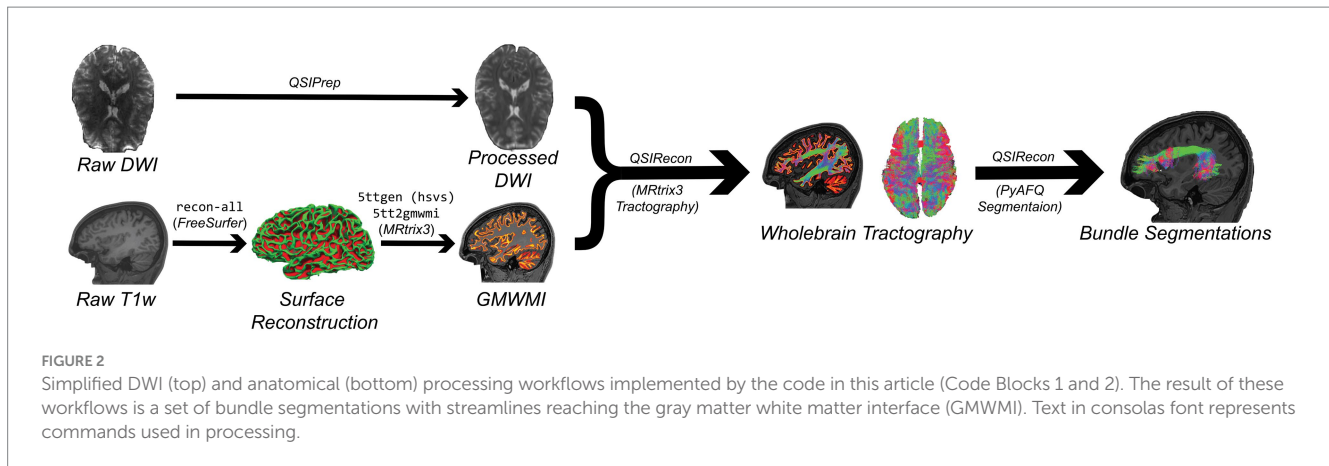 QSIPrep
Raw DWI
Processed
DWI
recon-all
(FreeSurfer)
5ttgen (hsvs)
5tt2gmwmi
(MRtrix3)
Raw T1w
Surface
Reconstruction
GMWMI
QSIRecon
(MRtrix3
Tractography)
Wholebrain Tractography
QSIRecon
(PyAFQ
Segmentaion)
Bundle Segmentations
FIGURE 2
Simplified DWI (top) and anatomical (bottom) processing workflows implemented by the code in this article (Code Blocks 1 and 2). The result of these
workflows is a set of bundle segmentations with streamlines reaching the gray matter white matter interface (GMWMI). Text in consolas font represents
commands used in processing.